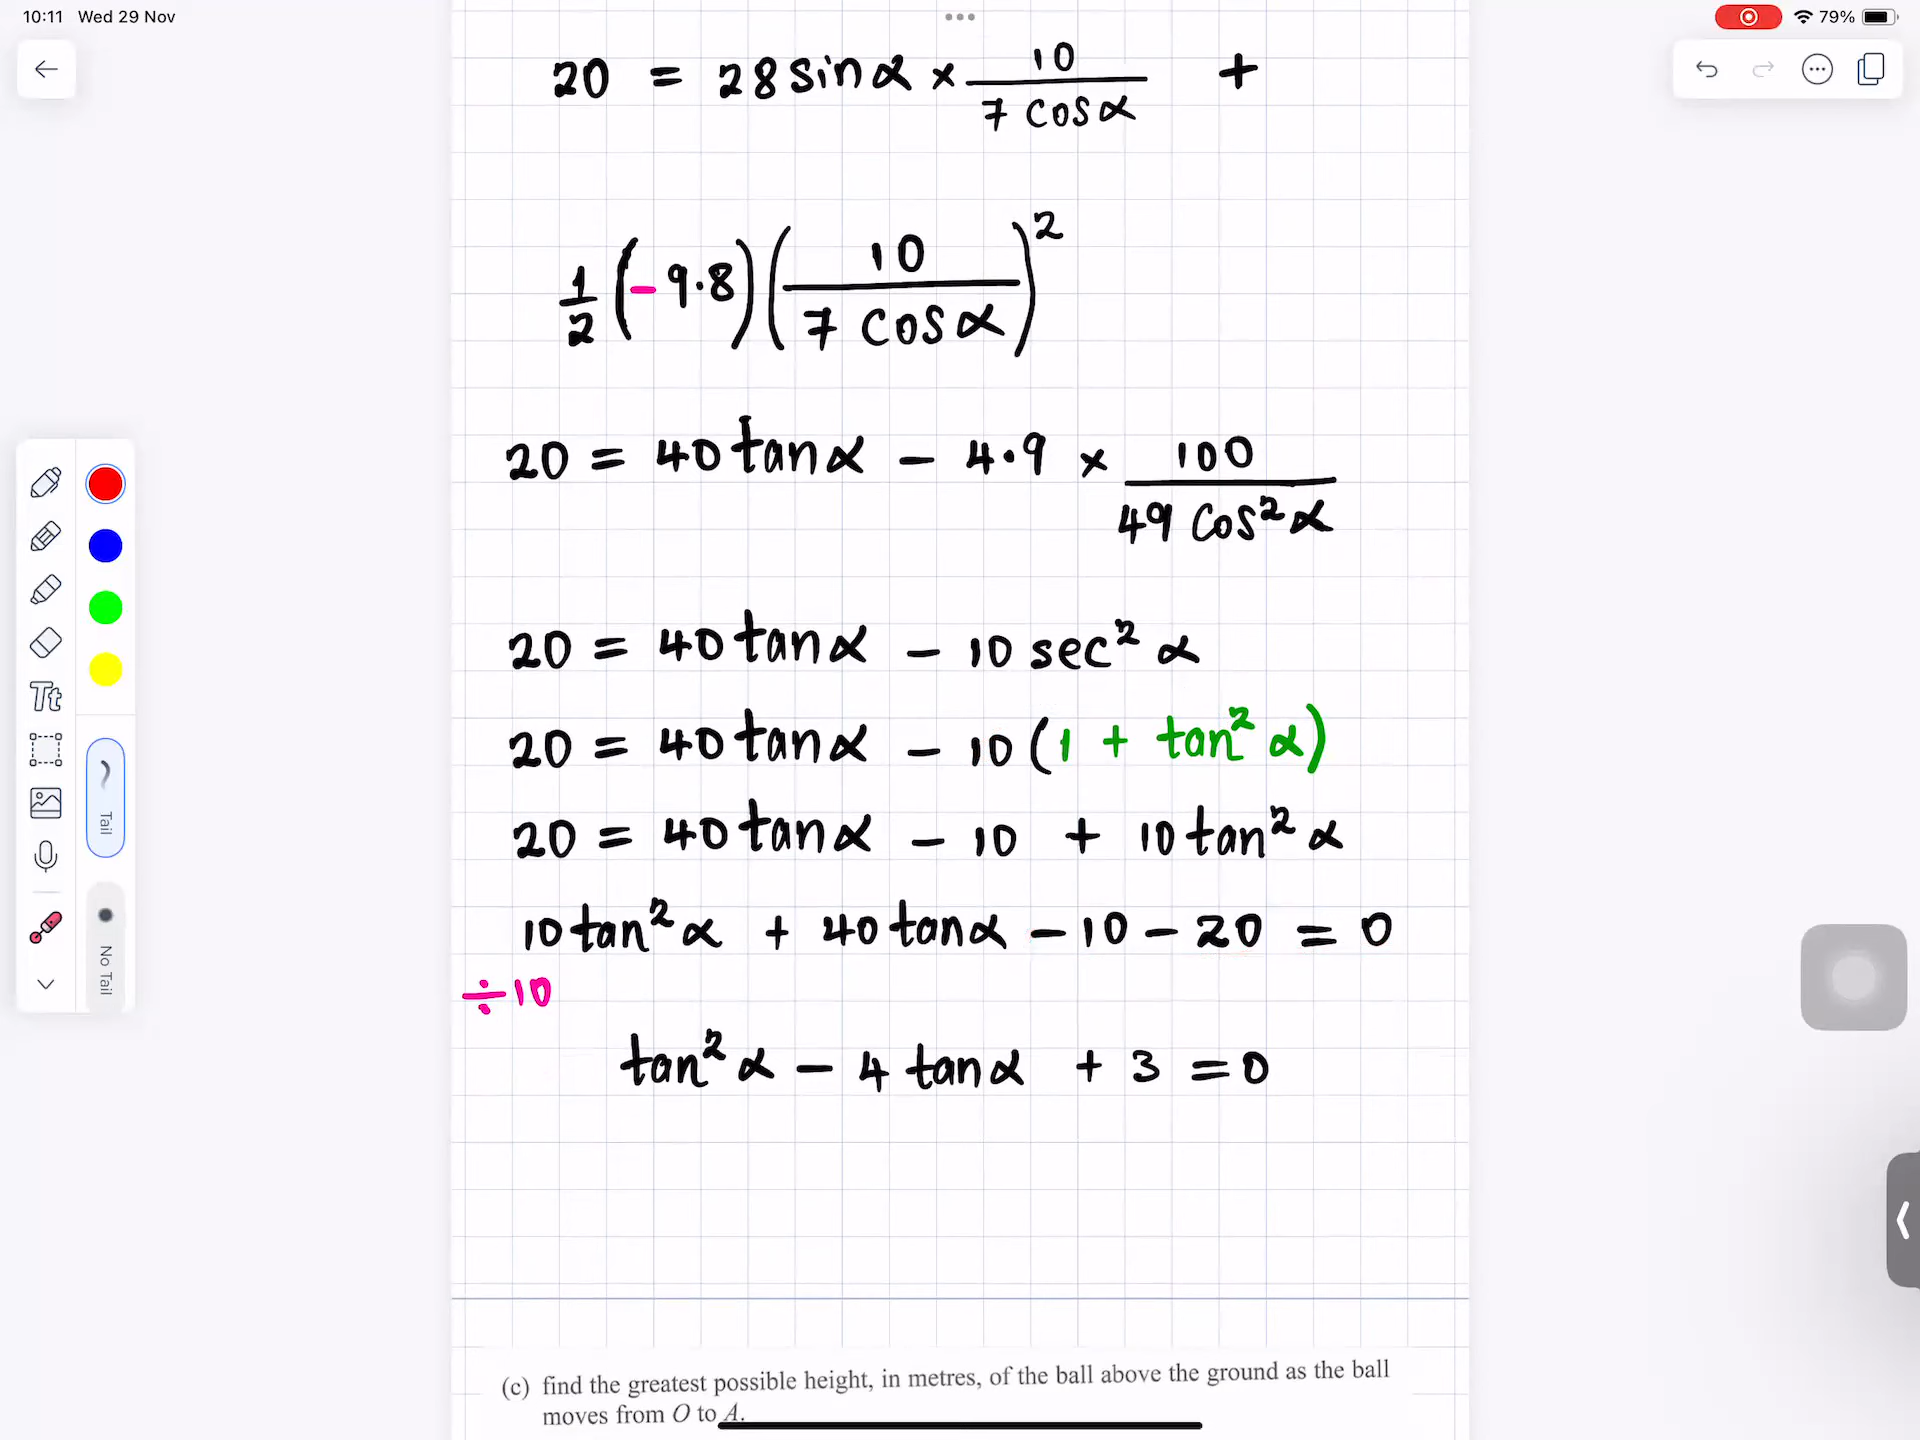 10:11 Wed 29 Nov
79%
20 = 28 sin α × 10/(7 cos α) +
1/2 (-9.8) (10/(7 cos α))²
20 = 40 tan α - 4.9 × 100/(49 cos² α)
20 = 40 tan α - 10 sec² α
20 = 40 tan α - 10 (1 + tan² α)
20 = 40 tan α - 10 + 10 tan² α
10 tan² α + 40 tan α - 10 - 20 = 0
÷10
tan² α - 4 tan α + 3 = 0
(c) find the greatest possible height, in metres, of the ball above the ground as the ball
moves from O to A.
Tt
Tail
No Tail